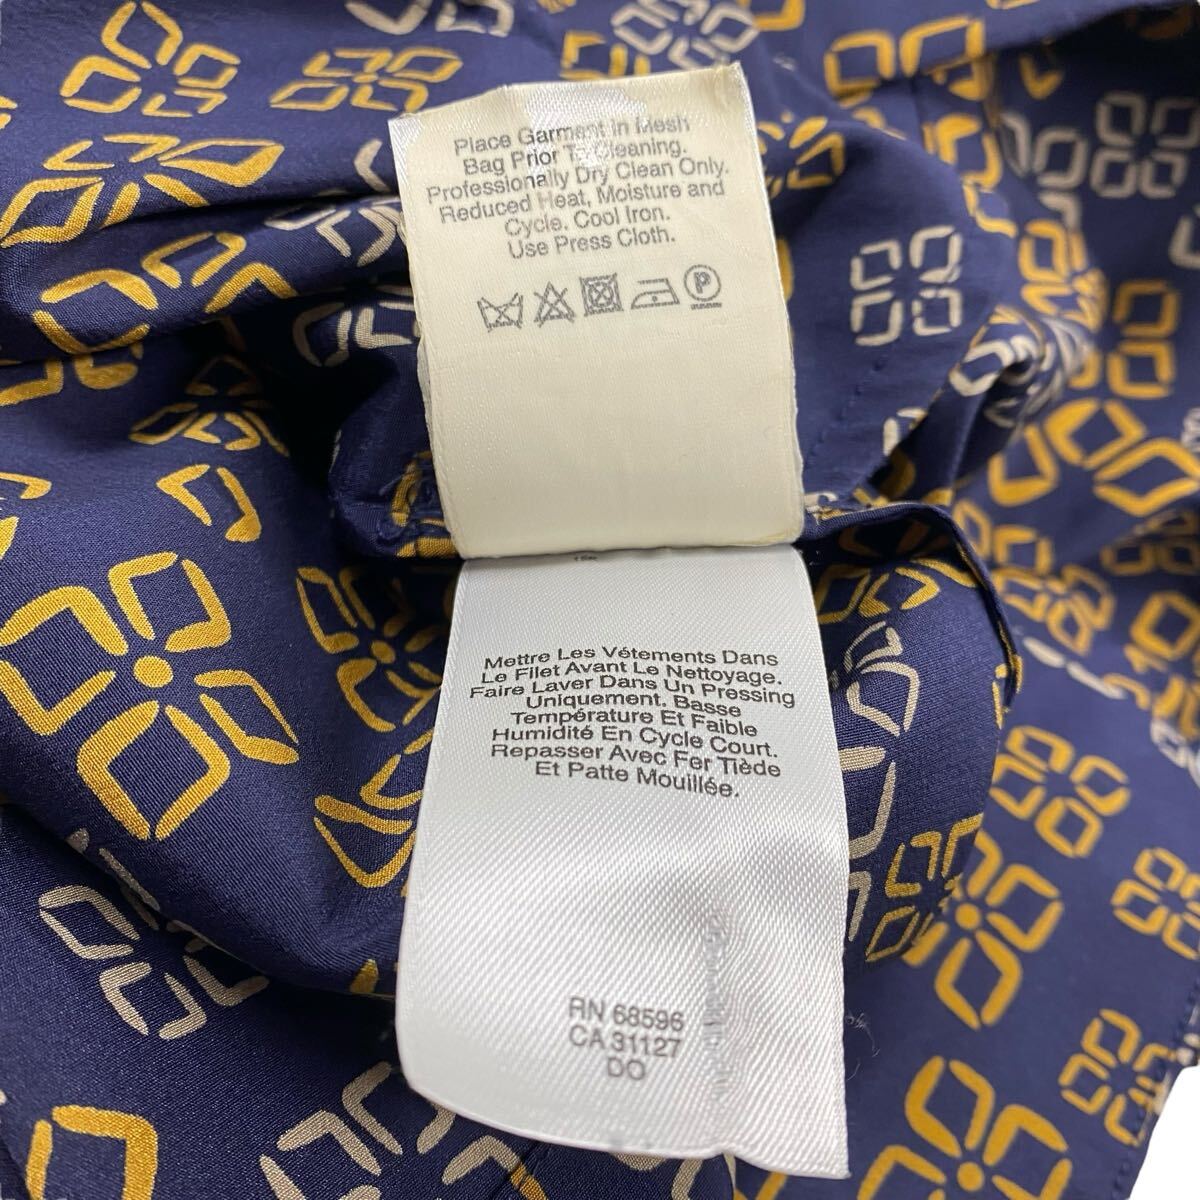 Place Garment In Mesh
Bag Prior To Cleaning.
Professionally Dry Clean Only.
Reduced Heat, Moisture and
Cycle. Cool Iron.
Use Press Cloth.
P
Mettre Les Vétements Dans
Le Filet Avant Le Nettoyage.
Faire Laver Dans Un Pressing
Uniquement. Basse
Température Et Faible
Humidité En Cycle Court.
Repasser Avec Fer Tiède
Et Patte Mouillée.
RN 68596
CA 31127
DO